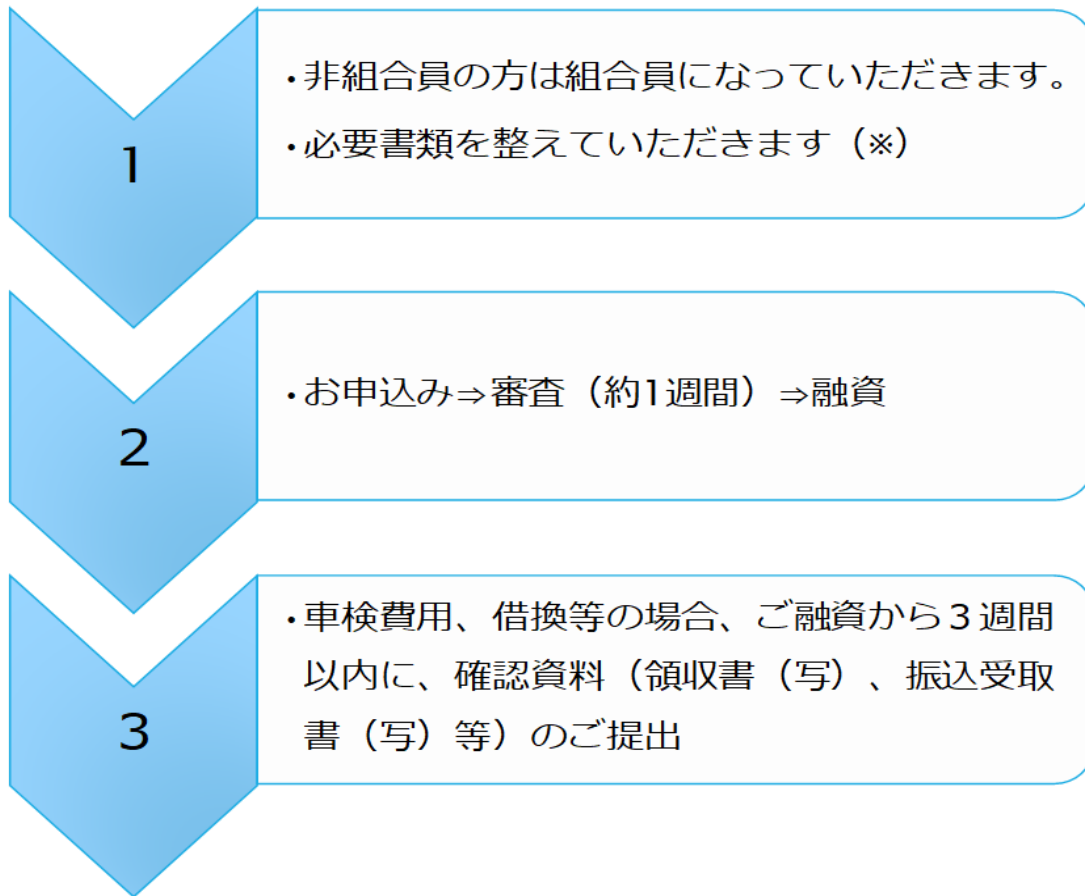 1
・非組合員の方は組合員になっていただきます。
・必要書類を整えていただきます（※）
2
・お申込み⇒審査（約1週間）⇒融資
3
・車検費用、借換等の場合、ご融資から３週間
以内に、確認資料（領収書（写）、振込受取
書（写）等）のご提出